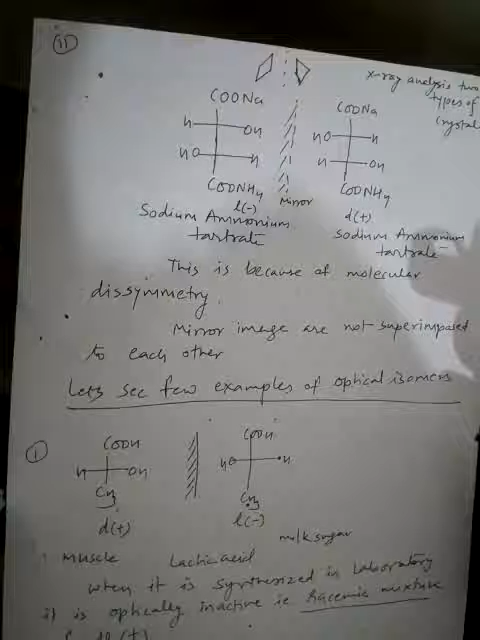 11
x-ray analysis two
types of
crystal
COONa
H OH
HO H
COONH4
l(-)
Sodium Ammonium
tartrate
Mirror
COONa
HO H
H OH
COONH4
d(+)
Sodium Ammonium
tartrate
This is because of molecular
dissymmetry.
Mirror image are not superimposed
to each other
Lets see few examples of optical isomers
1
COOH
H OH
CH3
d(+)
COOH
HO H
CH3
l(-)
Muscle Lactic acid milk sugar
when it is synthesized in laboratory
it is optically inactive ie racemic mixture